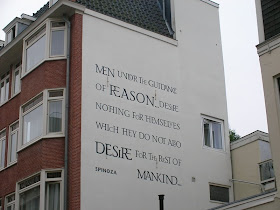 MEN UNDER THE GUIDANCE
OF REASON... DESIRE
NOTHING FOR HIMSELVES
WHICH THEY DO NOT ALSO
DESIRE FOR THE REST OF
MANKIND...
SPINOZA